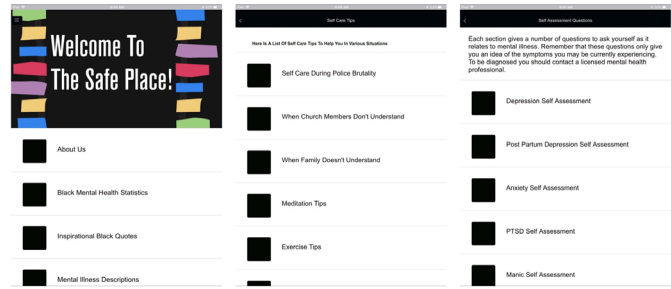 Welcome To
The Safe Place!
About Us
Black Mental Health Statistics
Inspirational Black Quotes
Mental Illness Descriptions
Self Care Tips
Here Is A List Of Self Care Tips To Help You In Various Situations
Self Care During Police Brutality
When Church Members Don't Understand
When Family Doesn't Understand
Meditation Tips
Exercise Tips
Self Assessment Questions
Each section gives a number of questions to ask yourself as it
relates to mental illness. Remember that these questions only give
you an idea of the symptoms you may be currently experiencing.
To be diagnosed you should contact a licensed mental health
professional.
Depression Self Assessment
Post Partum Depression Self Assessment
Anxiety Self Assessment
PTSD Self Assessment
Manic Self Assessment